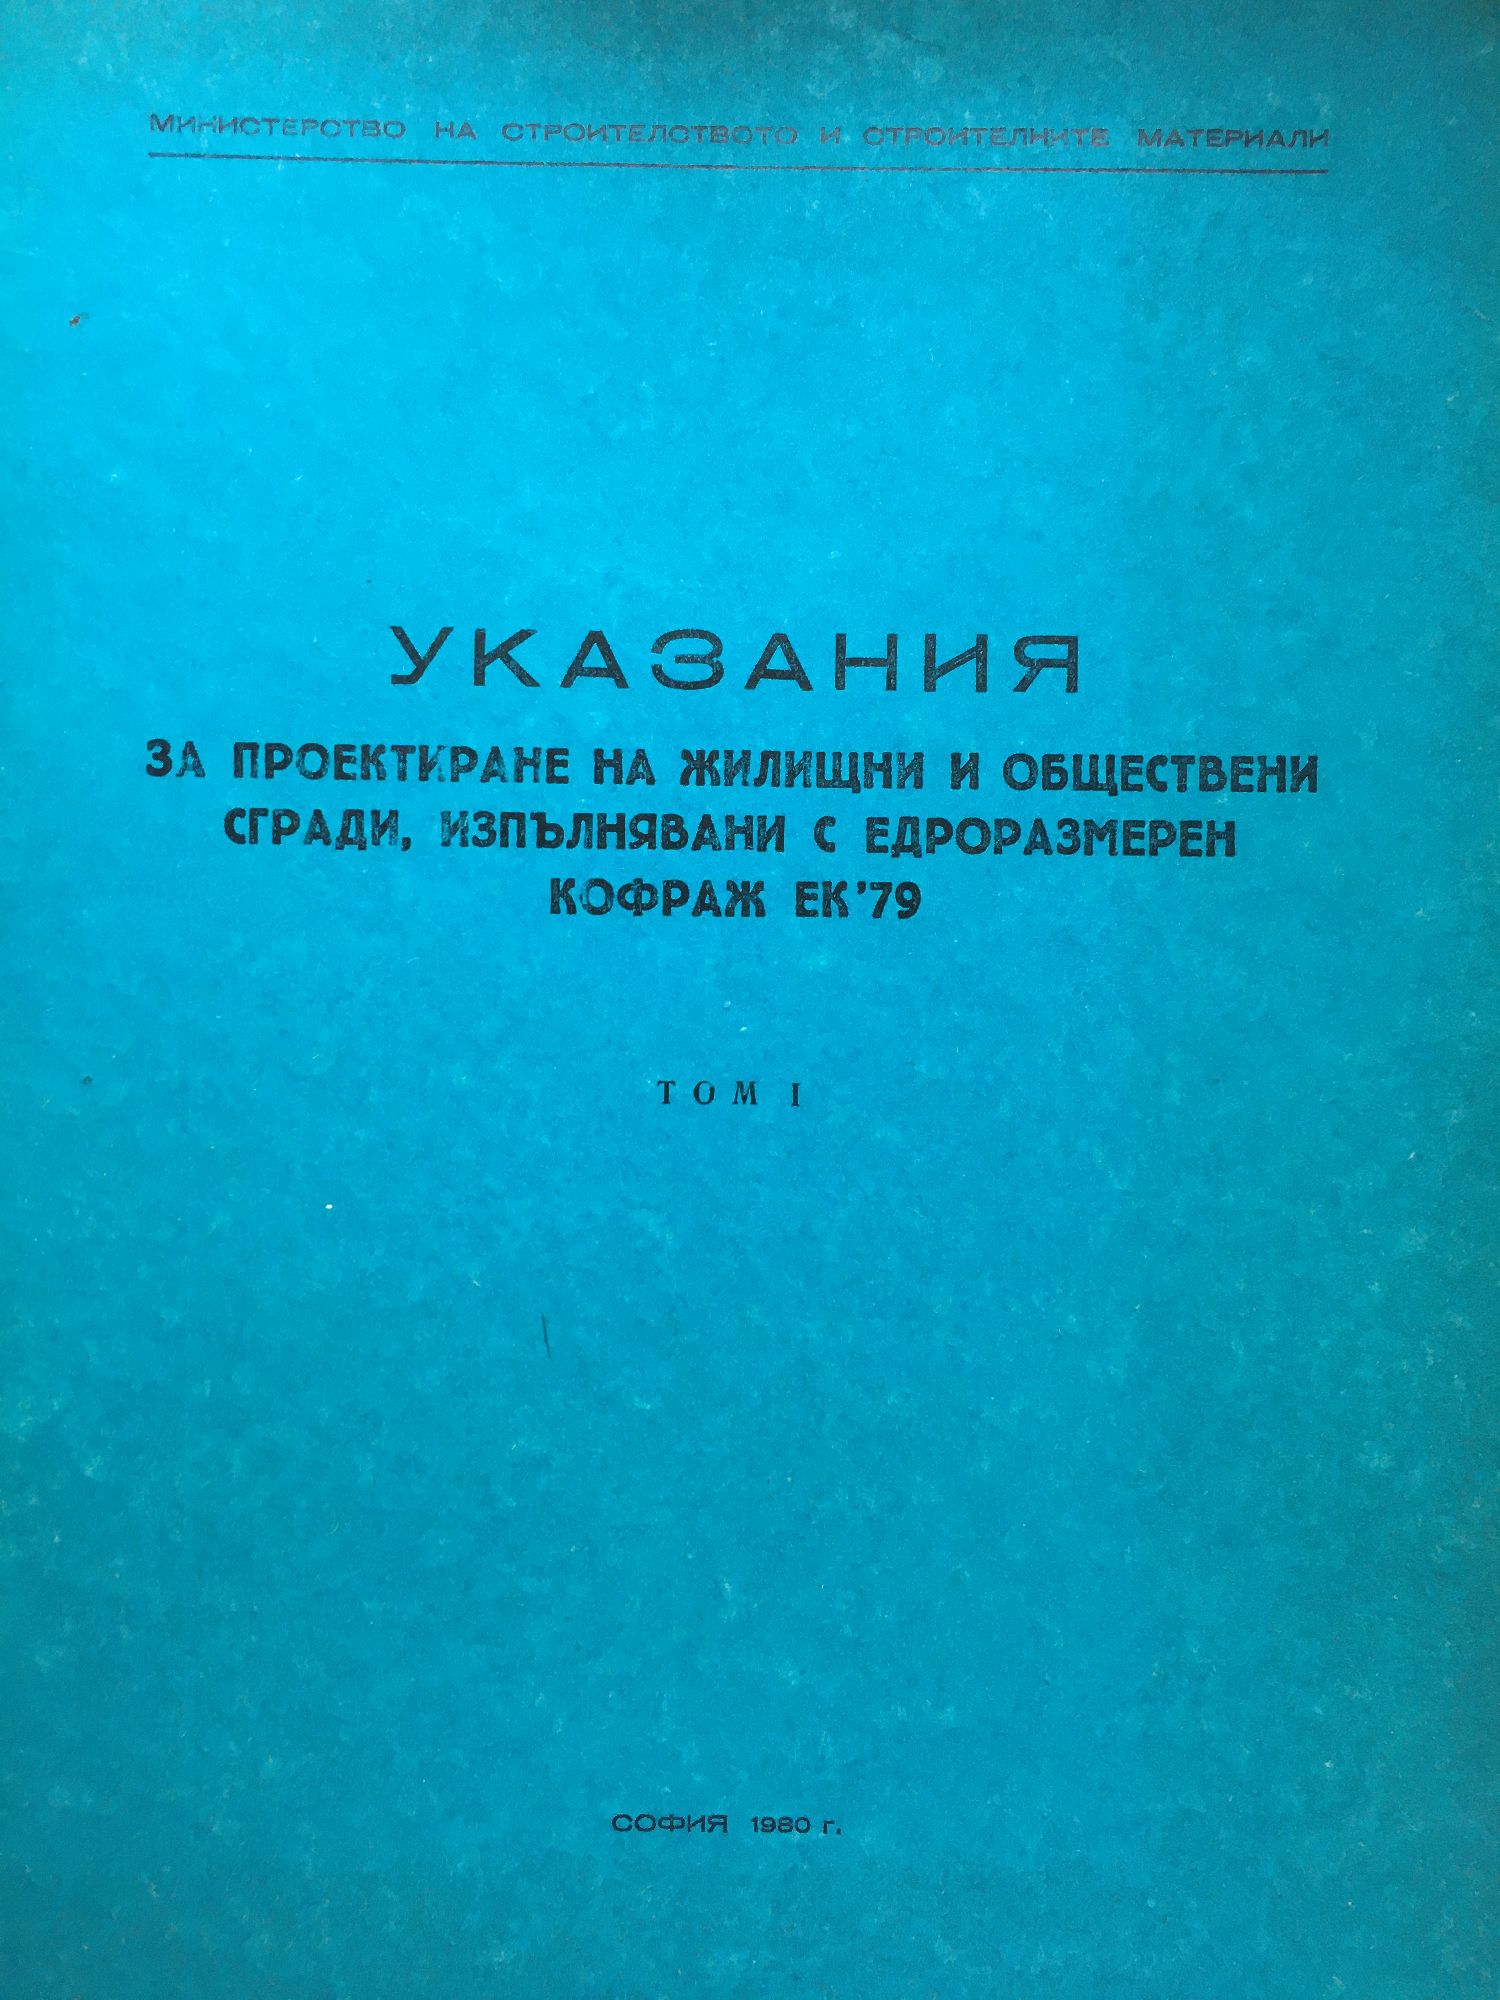 МИНИСТЕРСТВО НА СТРОИТЕЛСТВОТО И СТРОИТЕЛНИТЕ МАТЕРИАЛИ
УКАЗАНИЯ
ЗА ПРОЕКТИРАНЕ НА ЖИЛИЩНИ И ОБЩЕСТВЕНИ
СГРАДИ, ИЗПЪЛНЯВАНИ С ЕДРОРАЗМЕРЕН
КОФРАЖ ЕК'79
ТОМ I
СОФИЯ 1980 г.